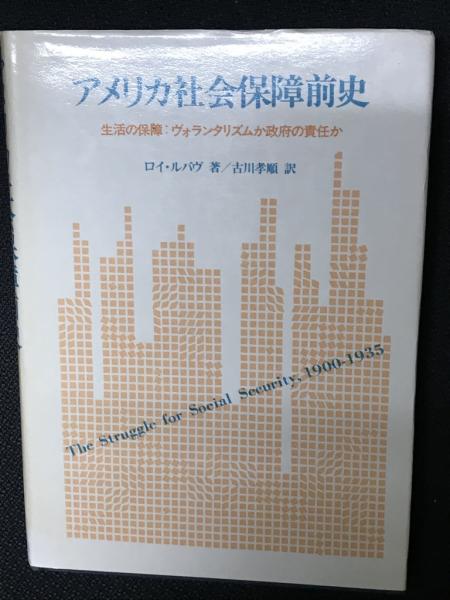 アメリカ社会保障前史
生活の保障:ヴォランタリズムか政府の責任か
ロイ・ルバヴ 著/古川孝順 訳
The Struggle for Social Security, 1900-1935